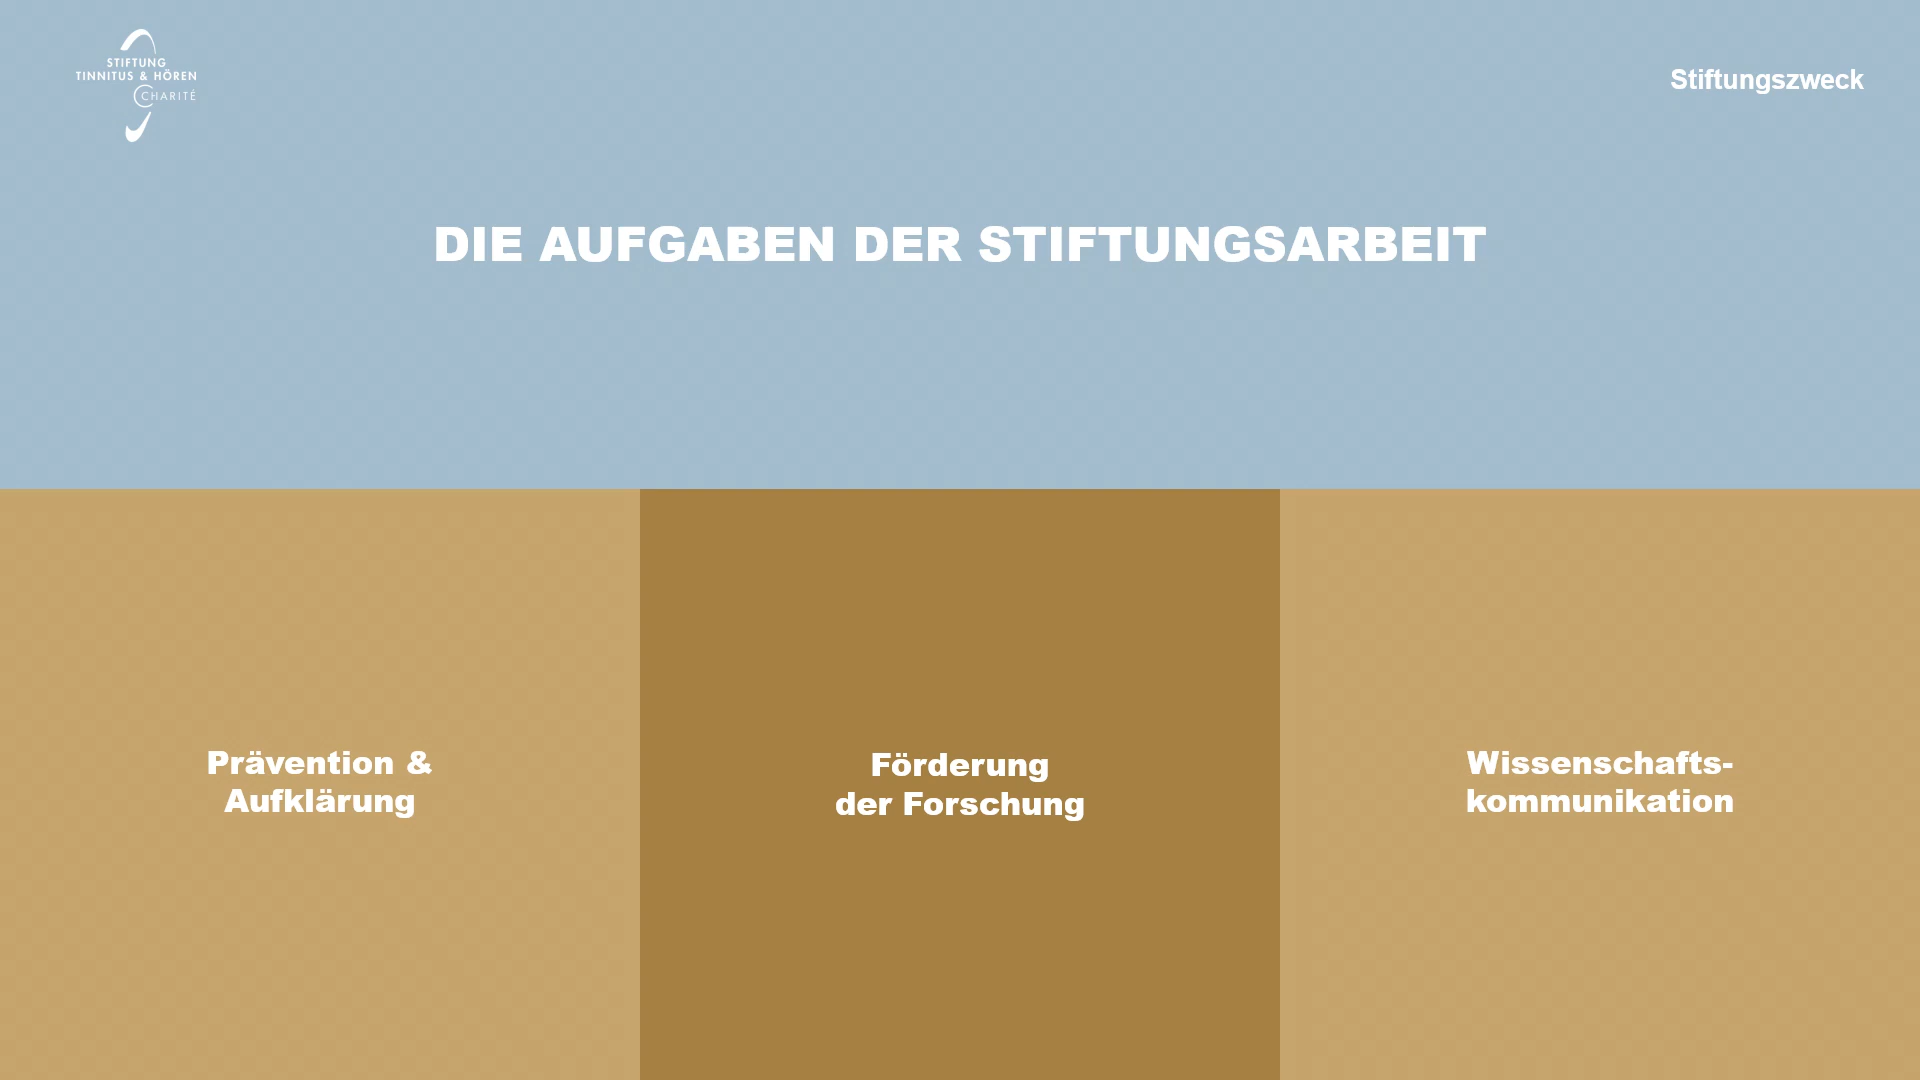 STIFTUNG
TINNITUS & HÖREN
CHARITÉ
Stiftungszweck
DIE AUFGABEN DER STIFTUNGSARBEIT
Prävention &
Aufklärung
Förderung
der Forschung
Wissenschafts-
kommunikation